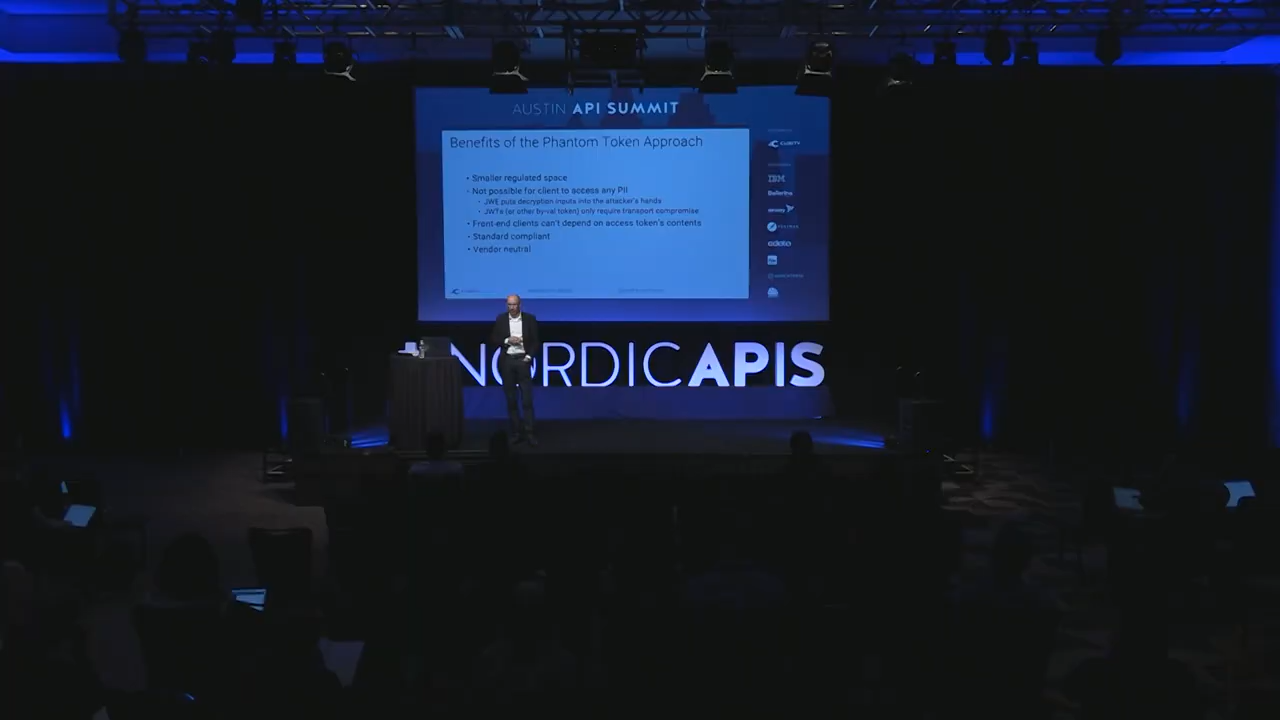 AUSTIN API SUMMIT
Benefits of the Phantom Token Approach
• Smaller regulated space
• Not possible for client to access any PII
• JWE puts decryption inputs into the attacker's hands
• JWTs (or other by-val token) only require transport compromise
• Front-end clients can't depend on access token's contents
• Standard compliant
• Vendor neutral
CURITY
IBM
Ballerina
NORDICAPIS